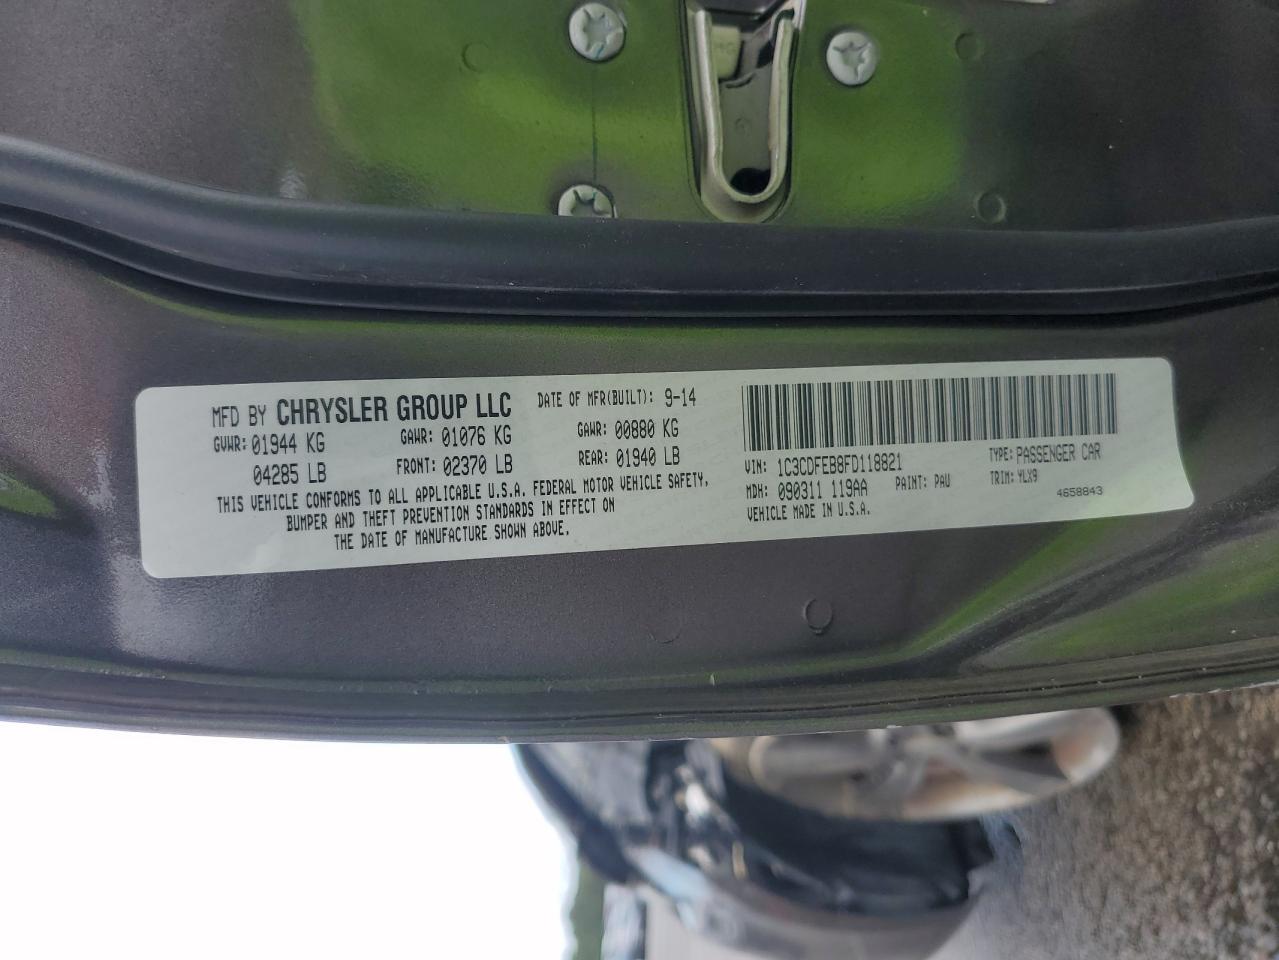 MFD BY CHRYSLER GROUP LLC DATE OF MFR(BUILT): 9-14
GVWR: 01944 KG GAWR: 01076 KG GAWR: 00880 KG
04285 LB FRONT: 02370 LB REAR: 01940 LB
THIS VEHICLE CONFORMS TO ALL APPLICABLE U.S.A. FEDERAL MOTOR VEHICLE SAFETY,
BUMPER AND THEFT PREVENTION STANDARDS IN EFFECT ON
THE DATE OF MANUFACTURE SHOWN ABOVE.
VIN: 1C3CDFEB8FD118821 TYPE: PASSENGER CAR
MDH: 090311 119AA PAINT: PAU TRIM: YLX9
VEHICLE MADE IN U.S.A. 4658843